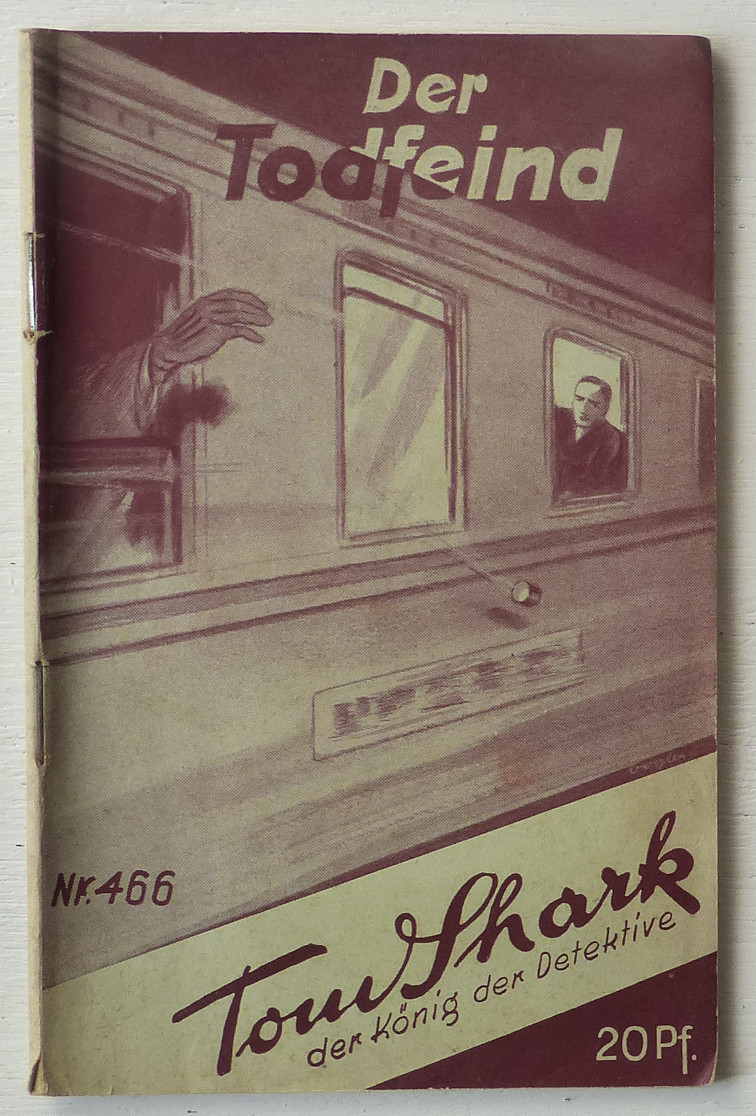 Der
Todfeind
Nr. 466
Tom Shark
der König der Detektive
20 Pf.